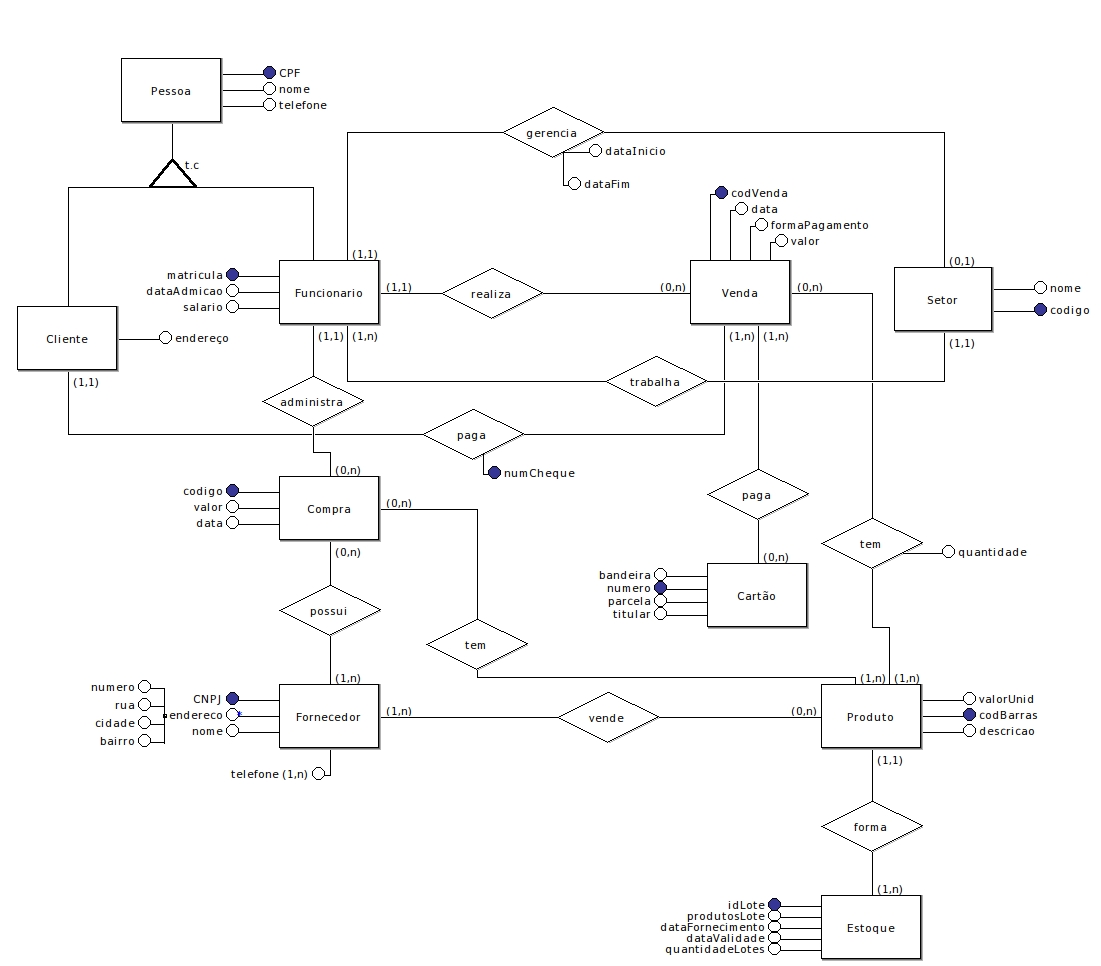 CPF
Pessoa
nome
telefone
gerencia
t.c
dataInicio
dataFim
codVenda
data
formaPagamento
valor
(1,1)
(0,1)
matricula
dataAdmicao
salario
Funcionario
(1,1)
realiza
(0,n)
Venda
(0,n)
Setor
nome
codigo
Cliente
endereço
(1,1)
(1,n)
(1,n)
(1,n)
(1,1)
(1,1)
trabalha
administra
paga
(0,n)
numCheque
codigo
valor
data
Compra
(0,n)
paga
(0,n)
tem
quantidade
(0,n)
bandeira
numero
parcela
titular
Cartão
possui
tem
(1,n)
(1,n)
(1,n)
numero
rua
cidade
bairro
CNPJ
endereco
*
nome
Fornecedor
(1,n)
vende
(0,n)
Produto
valorUnid
codBarras
descricao
telefone (1,n)
(1,1)
forma
(1,n)
idLote
produtosLote
dataFornecimento
dataValidade
quantidadeLotes
Estoque